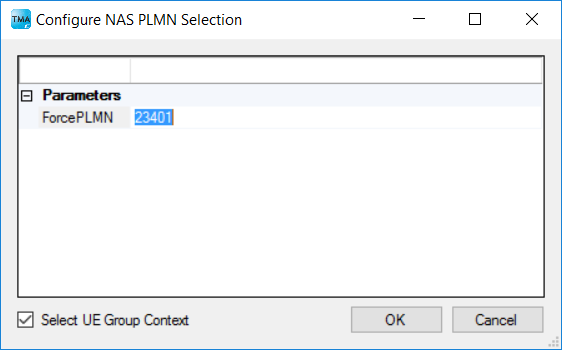 TMA Configure NAS PLMN Selection
Parameters
ForcePLMN 23401
Select UE Group Context OK Cancel